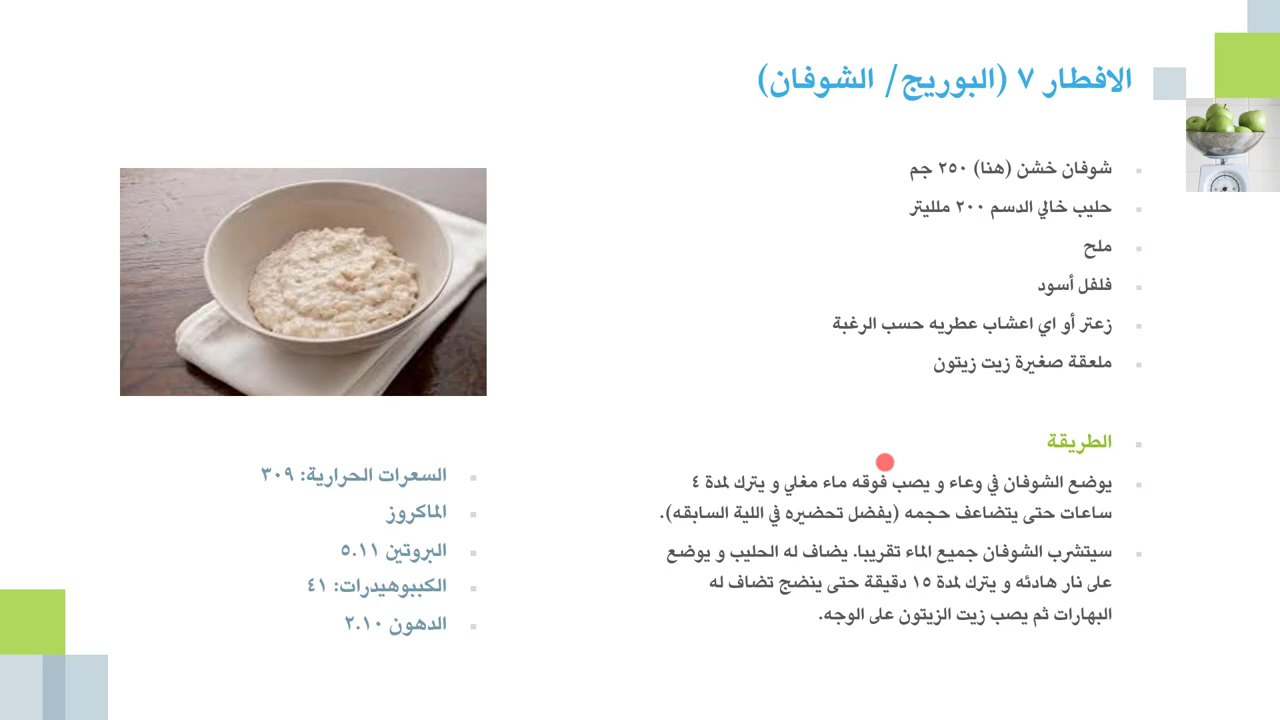 الافطار ٧ (البوريج/ الشوفان)
شوفان خشن (هنا) ٢٥٠ جم
حليب خالي الدسم ٢٠٠ ملليتر
ملح
فلفل أسود
زعتر أو اي اعشاب عطريه حسب الرغبة
ملعقة صغيرة زيت زيتون
الطريقة
يوضع الشوفان في وعاء و يصب فوقه ماء مغلي و يترك لمدة ٤
ساعات حتى يتضاعف حجمه (يفضل تحضيره في اللية السابقه).
سيتشرب الشوفان جميع الماء تقريبا. يضاف له الحليب و يوضع
على نار هادئه و يترك لمدة ١٥ دقيقة حتى ينضج تضاف له
البهارات ثم يصب زيت الزيتون على الوجه.
السعرات الحرارية: ٣٠٩
الماكروز
البروتين ٥.١١
الكببوهيدرات: ٤١
الدهون ٢.١٠